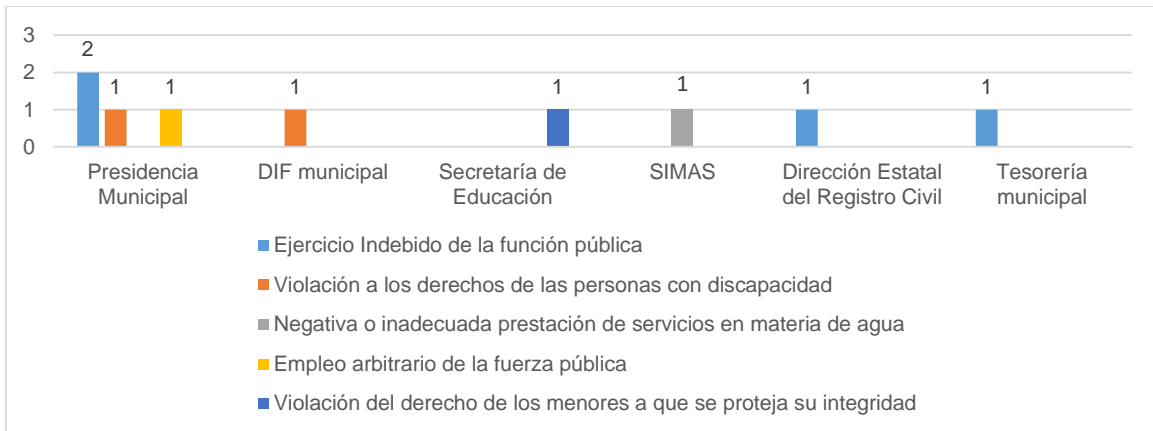 3
2
1
0
2
1
1
1
1
1
1
1
Presidencia Municipal
DIF municipal
Secretaría de Educación
SIMAS
Dirección Estatal del Registro Civil
Tesorería municipal
Ejercicio Indebido de la función pública
Violación a los derechos de las personas con discapacidad
Negativa o inadecuada prestación de servicios en materia de agua
Empleo arbitrario de la fuerza pública
Violación del derecho de los menores a que se proteja su integridad